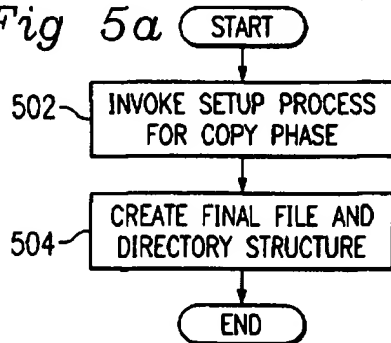 Fig 5a
START
502
INVOKE SETUP PROCESS
FOR COPY PHASE
504
CREATE FINAL FILE AND
DIRECTORY STRUCTURE
END